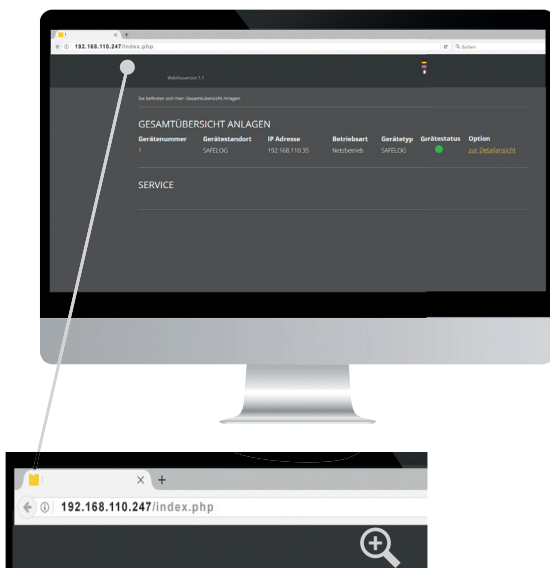 192.168.110.247/index.php
Suchen
Webvisuversion 1.1
Sie befinden sich hier: Gesamtübersicht Anlagen
GESAMTÜBERSICHT ANLAGEN
Gerätenummer Gerätestandort IP Adresse Betriebsart Gerätetyp Gerätestatus Option
1 SAFELOG 192.168.110.35 Netzbetrieb SAFELOG zur Detailansicht
SERVICE
192.168.110.247/index.php